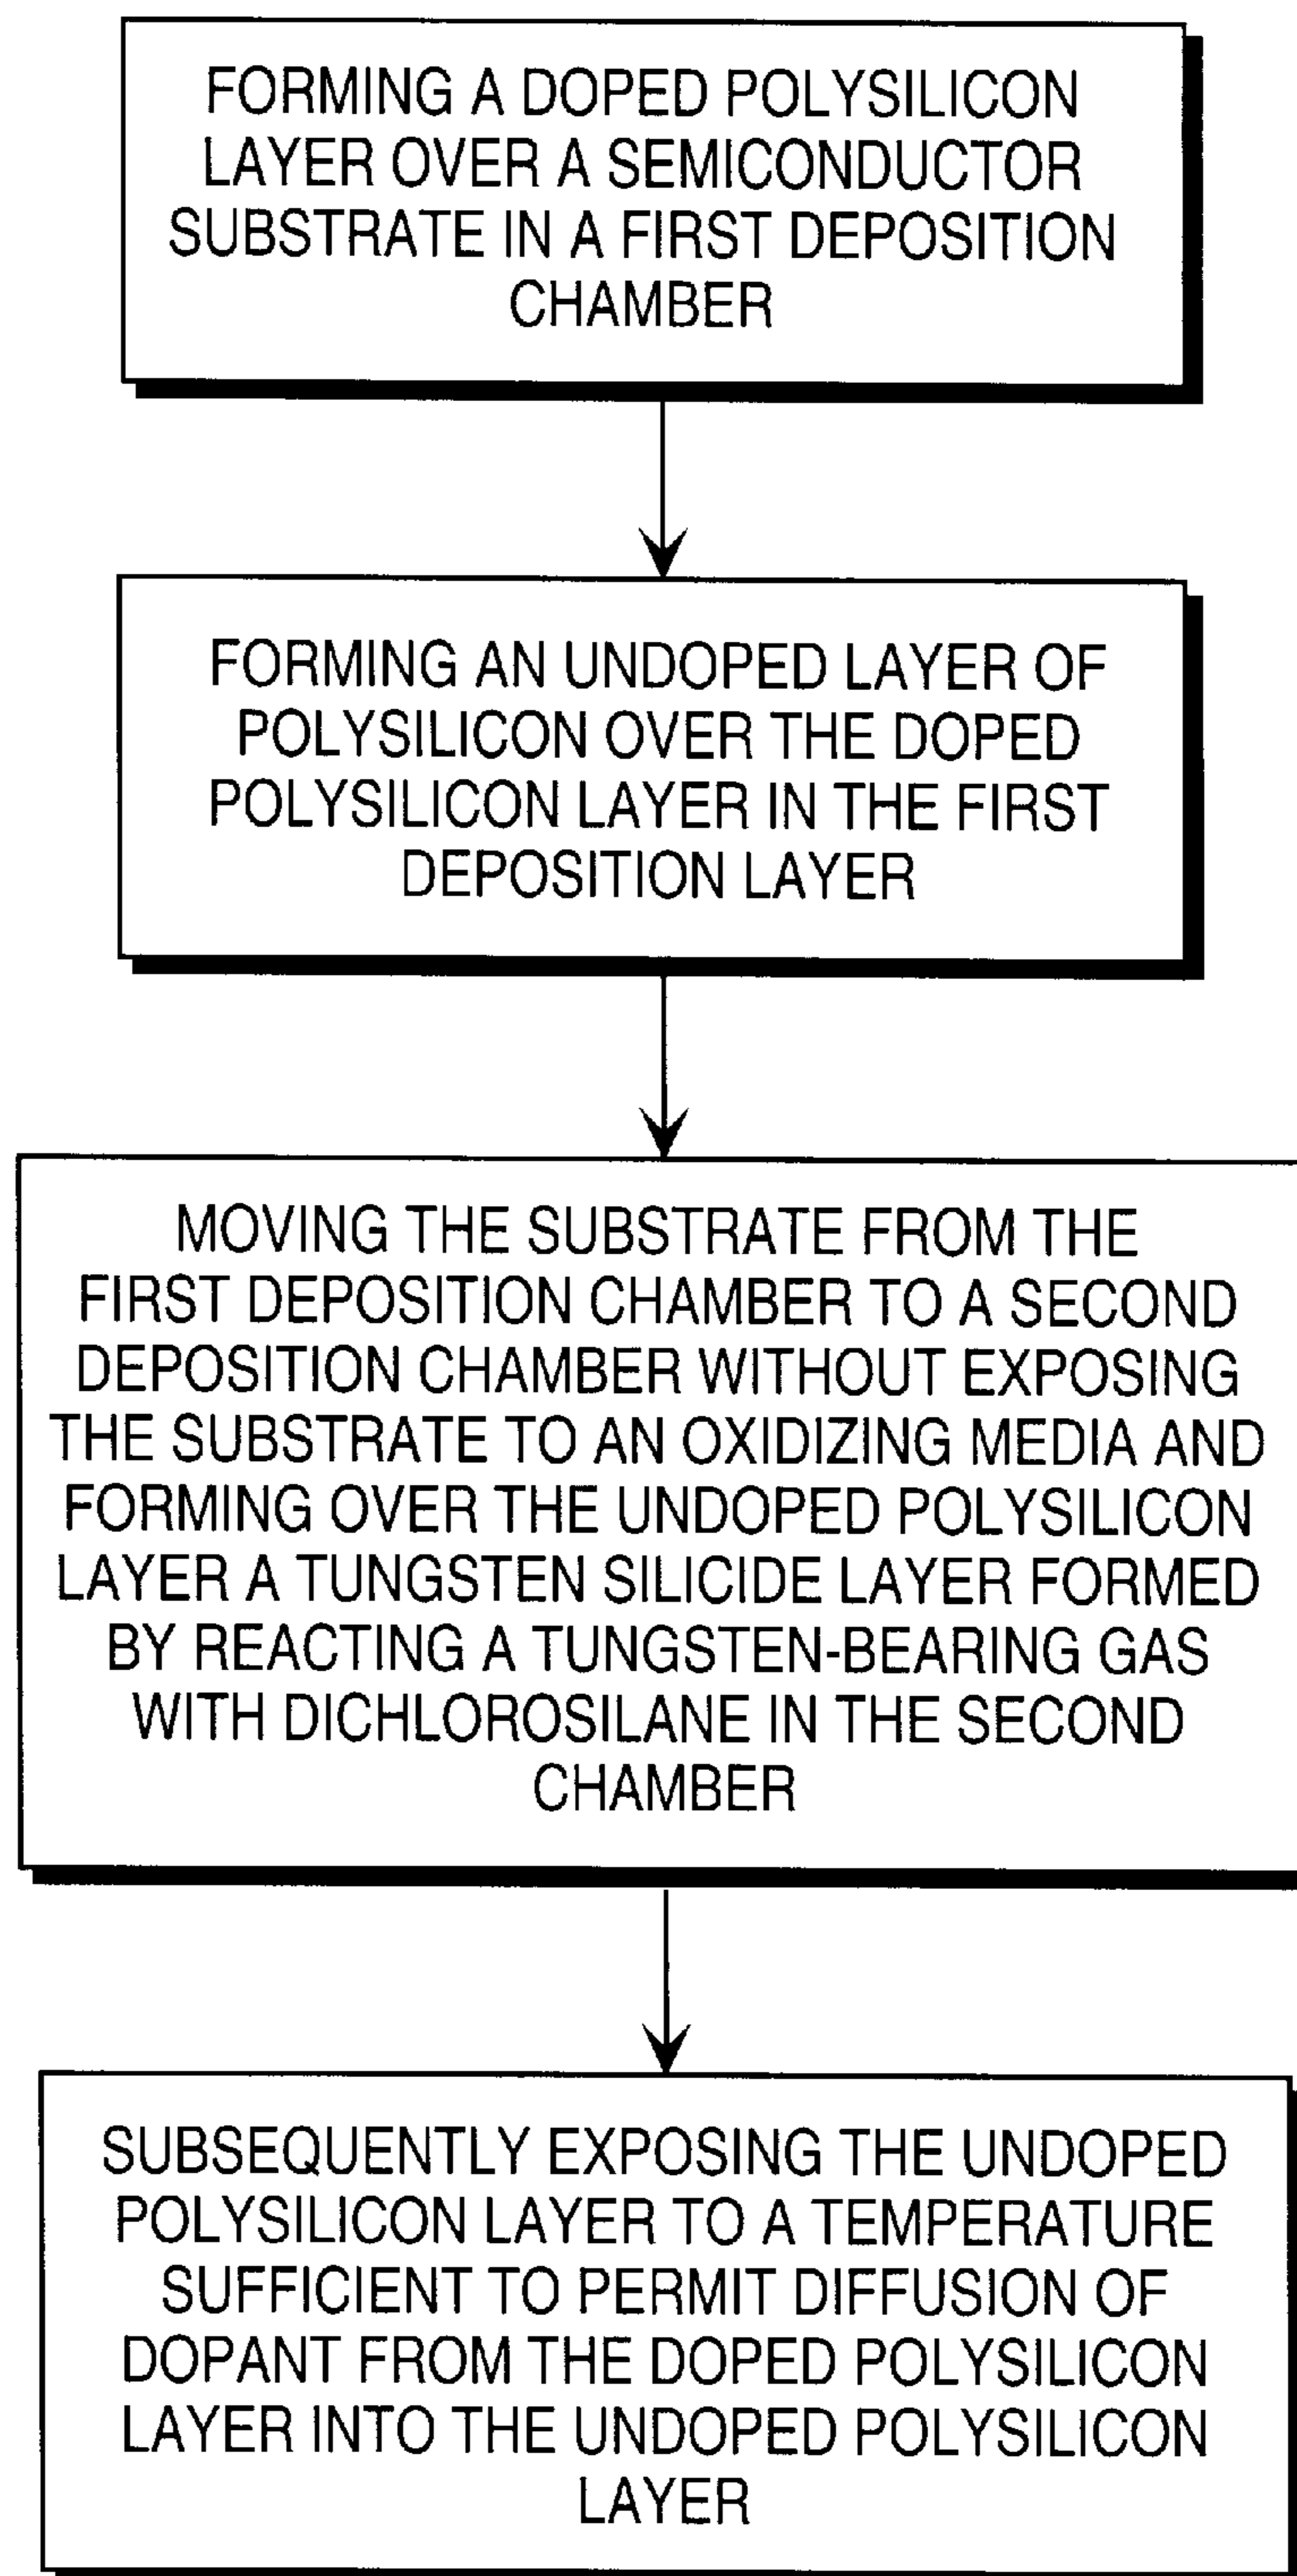 FORMING A DOPED POLYSILICON
LAYER OVER A SEMICONDUCTOR
SUBSTRATE IN A FIRST DEPOSITION
CHAMBER
FORMING AN UNDOPED LAYER OF
POLYSILICON OVER THE DOPED
POLYSILICON LAYER IN THE FIRST
DEPOSITION LAYER
MOVING THE SUBSTRATE FROM THE
FIRST DEPOSITION CHAMBER TO A SECOND
DEPOSITION CHAMBER WITHOUT EXPOSING
THE SUBSTRATE TO AN OXIDIZING MEDIA AND
FORMING OVER THE UNDOPED POLYSILICON
LAYER A TUNGSTEN SILICIDE LAYER FORMED
BY REACTING A TUNGSTEN-BEARING GAS
WITH DICHLOROSILANE IN THE SECOND
CHAMBER
SUBSEQUENTLY EXPOSING THE UNDOPED
POLYSILICON LAYER TO A TEMPERATURE
SUFFICIENT TO PERMIT DIFFUSION OF
DOPANT FROM THE DOPED POLYSILICON
LAYER INTO THE UNDOPED POLYSILICON
LAYER